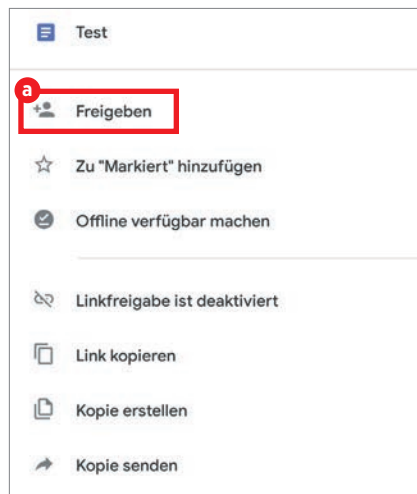 Test
a
Freigeben
Zu "Markiert" hinzufügen
Offline verfügbar machen
Linkfreigabe ist deaktiviert
Link kopieren
Kopie erstellen
Kopie senden